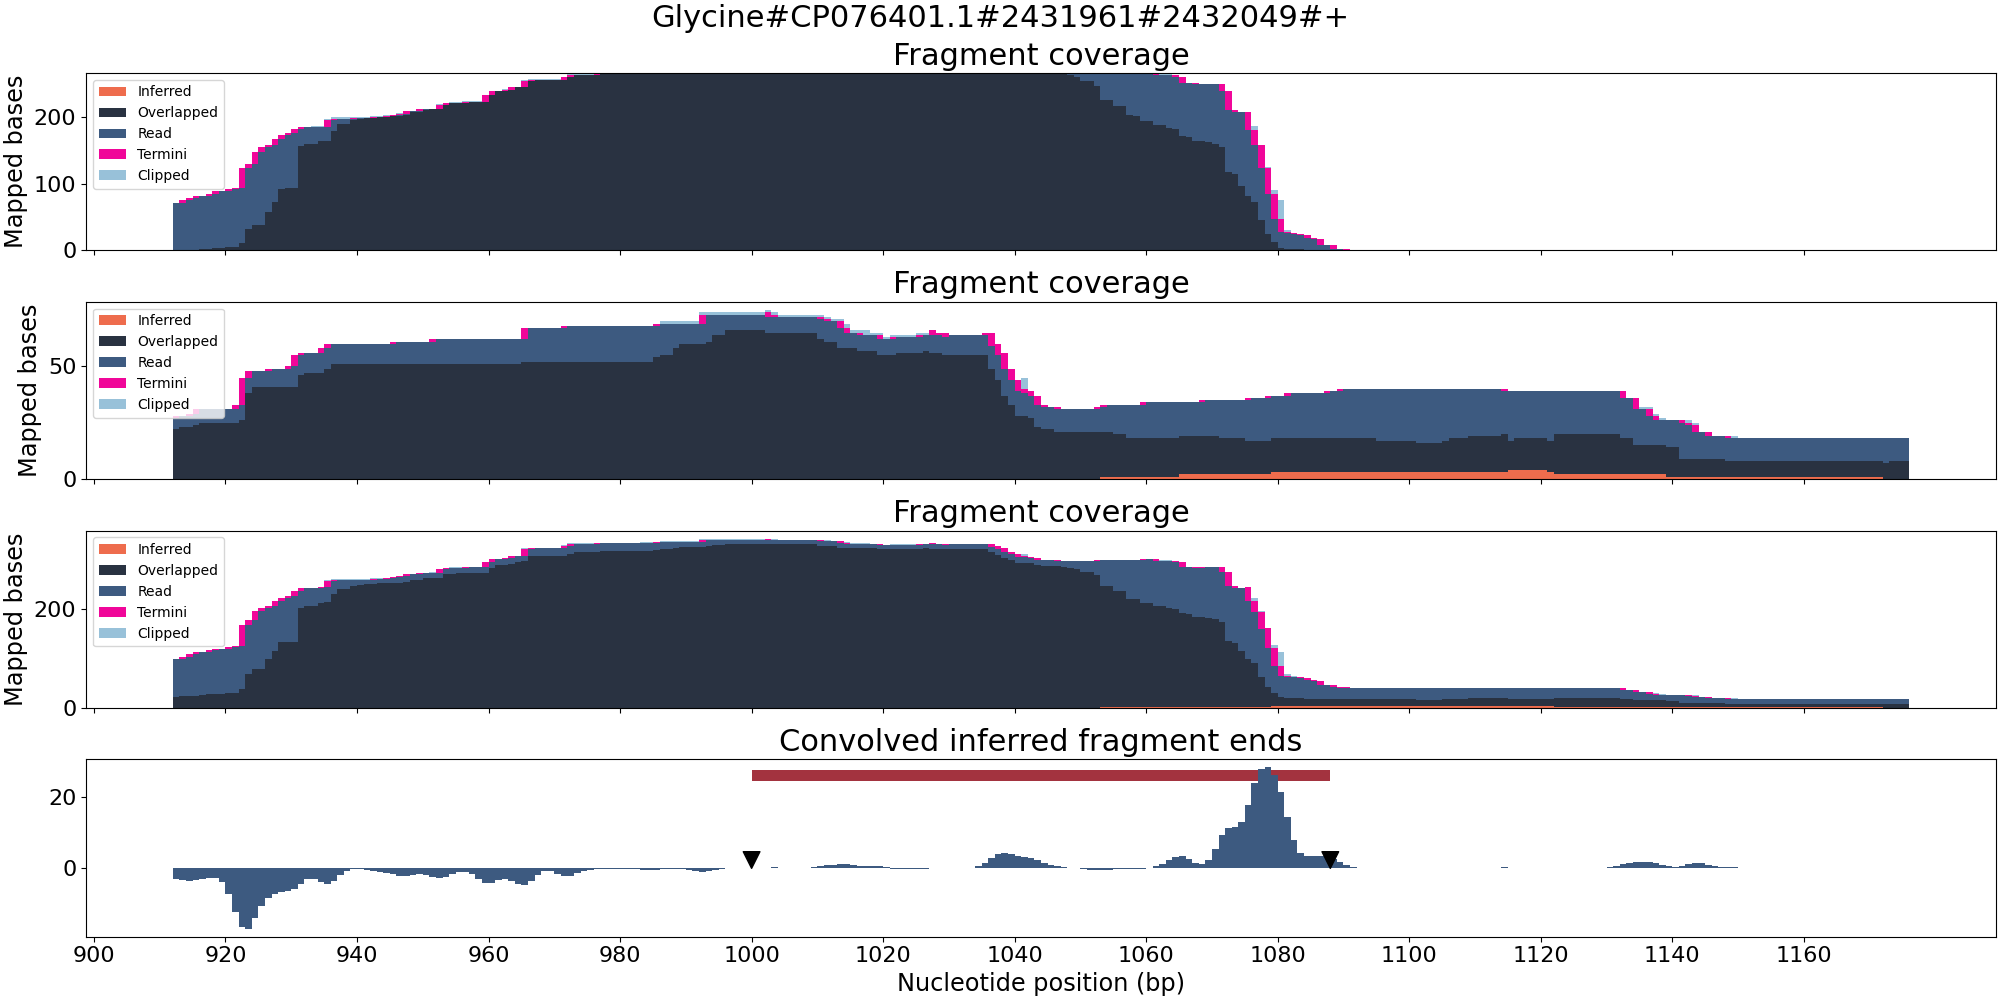 Glycine#CP076401.1#2431961#2432049#+
Fragment coverage
Mapped bases
200
100
0
Inferred
Overlapped
Read
Termini
Clipped
Fragment coverage
Mapped bases
50
0
Inferred
Overlapped
Read
Termini
Clipped
Fragment coverage
Mapped bases
200
0
Inferred
Overlapped
Read
Termini
Clipped
Convolved inferred fragment ends
20
0
900 920 940 960 980 1000 1020 1040 1060 1080 1100 1120 1140 1160
Nucleotide position (bp)